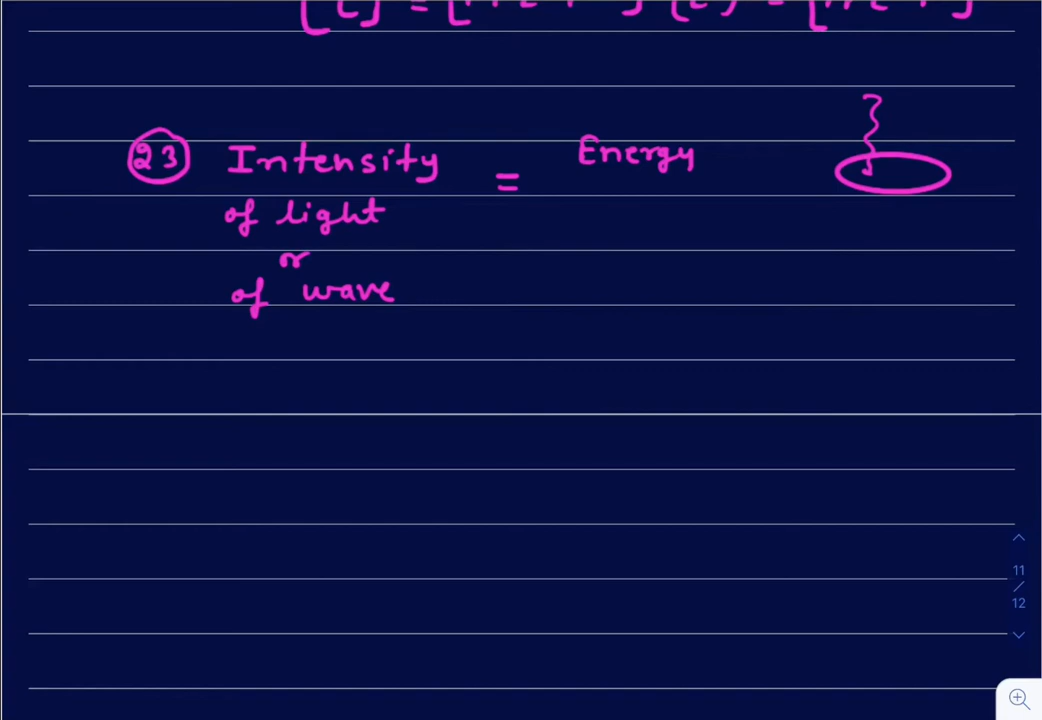 23 Intensity = Energy
of light
or
of wave
11
/
12